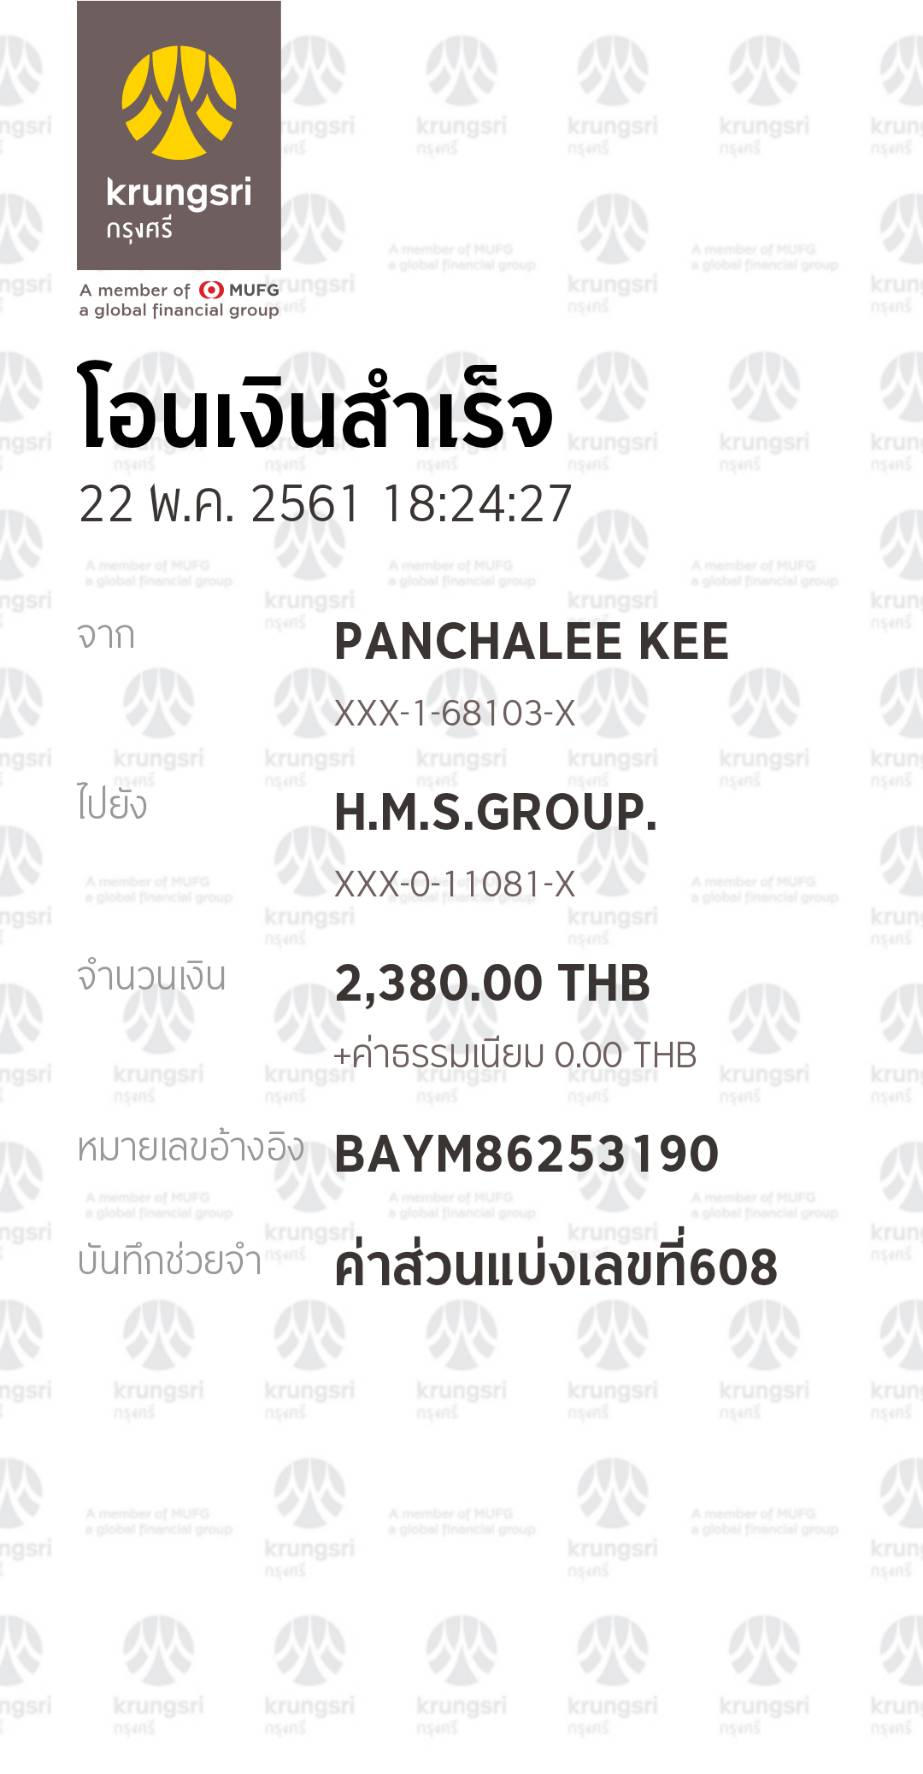 krungsri
กรุงศรี
A member of MUFG
a global financial group
โอนเงินสำเร็จ
22 พ.ค. 2561 18:24:27
จาก PANCHALEE KEE
XXX-1-68103-X
ไปยัง H.M.S.GROUP.
XXX-0-11081-X
จำนวนเงิน 2,380.00 THB
+ค่าธรรมเนียม 0.00 THB
หมายเลขอ้างอิง BAYM86253190
บันทึกช่วยจำ ค่าส่วนแบ่งเลขที่608